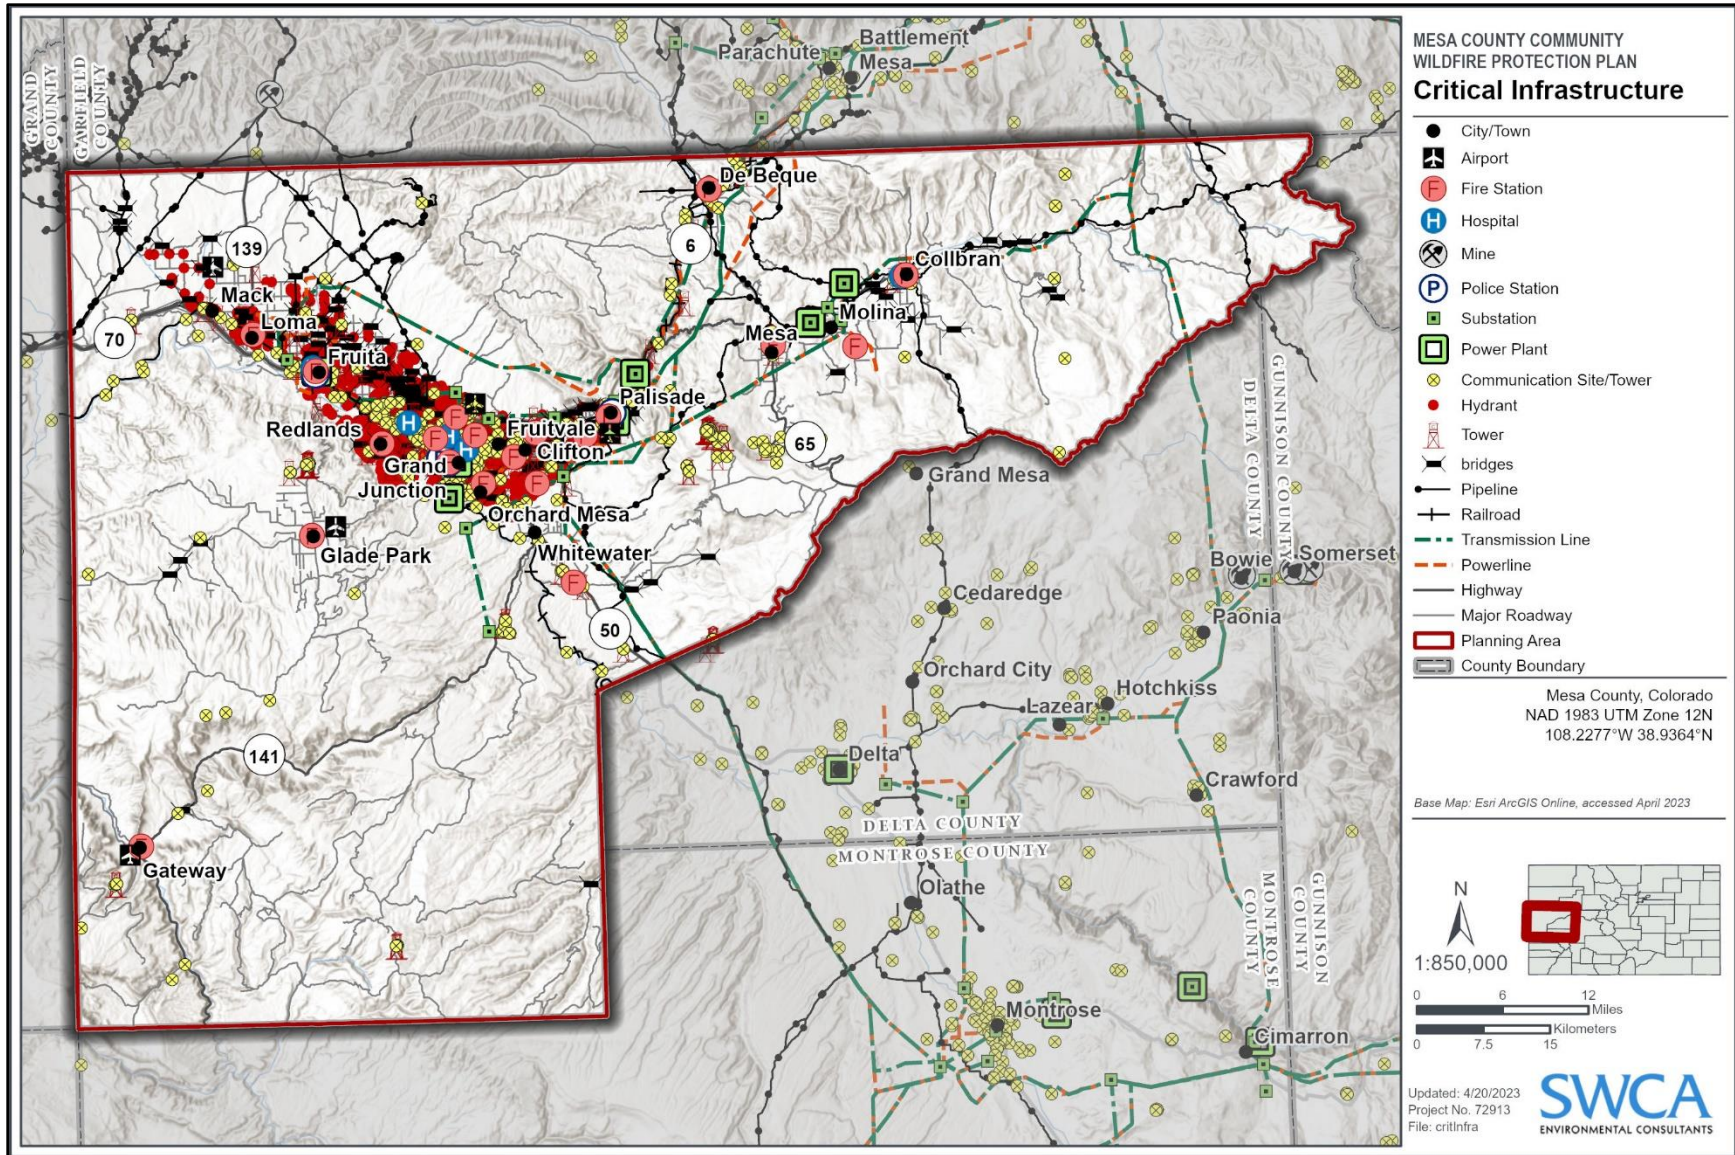 MESA COUNTY COMMUNITY
WILDFIRE PROTECTION PLAN
Critical Infrastructure
City/Town
Airport
F Fire Station
H Hospital
Mine
P Police Station
Substation
Power Plant
Communication Site/Tower
Hydrant
Tower
bridges
Pipeline
Railroad
Transmission Line
Powerline
Highway
Major Roadway
Planning Area
County Boundary
Mesa County, Colorado
NAD 1983 UTM Zone 12N
108.2277°W 38.9364°N
Base Map: Esri ArcGIS Online, accessed April 2023
N
1:850,000
0 6 12
Miles
Kilometers
0 7.5 15
Updated: 4/20/2023
Project No. 72913
File: critInfra
SWCA
ENVIRONMENTAL CONSULTANTS
GRAND
COUNTY
GARFIELD
COUNTY
Parachute
Battlement
Mesa
De Beque
139
6
Collbran
Mack
Loma
70
Molina
Mesa
Fruita
Palisade
Redlands
H
F
Fruitvale
Clifton
65
Grand
Junction
Grand Mesa
Orchard Mesa
Whitewater
Glade Park
F
50
DELTA COUNTY
GUNNISON COUNTY
Bowie
Somerset
Cedaredge
Paonia
Orchard City
Hotchkiss
Lazear
141
Delta
Crawford
DELTA COUNTY
MONTROSE COUNTY
Gateway
Olathe
MONTROSE
COUNTY
GUNNISON
COUNTY
Montrose
Cimarron